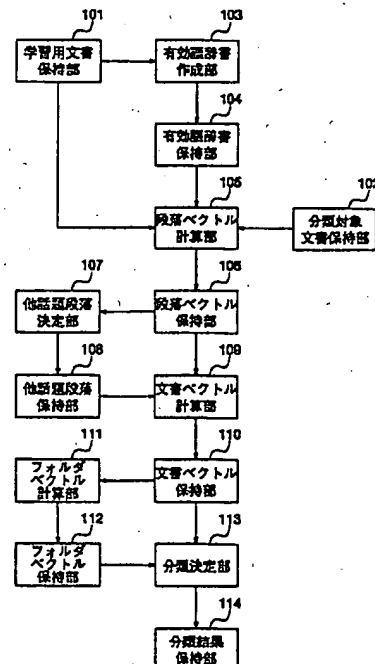 101
学習用文書
保持部
103
有効語辞書
作成部
104
有効語辞書
保持部
105
段落ベクトル
計算部
102
分類対象
文書保持部
106
段落ベクトル
保持部
107
他話題段落
決定部
108
他話題段落
保持部
109
文書ベクトル
計算部
110
文書ベクトル
保持部
111
フォルダ
ベクトル
計算部
112
フォルダ
ベクトル
保持部
113
分類決定部
114
分類結果
保持部